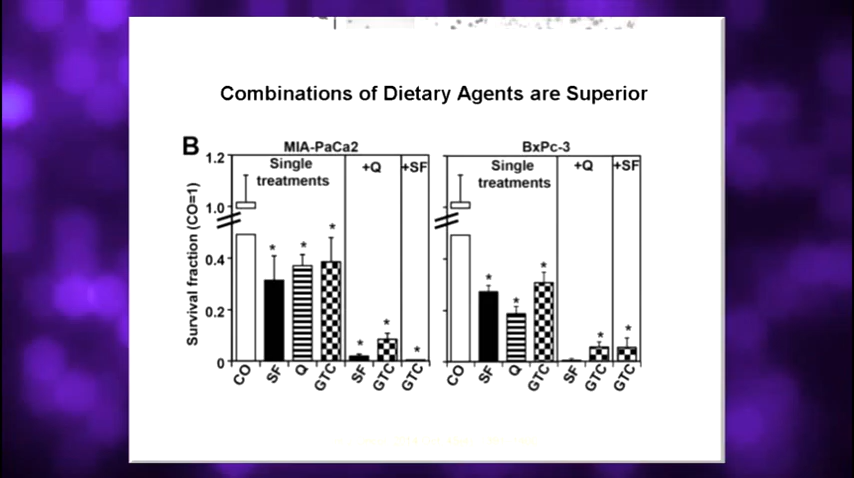 Combinations of Dietary Agents are Superior
B
MIA-PaCa2
BxPc-3
Survival fraction (CO=1)
1.2
1.0
0.4
0.2
0
Single
treatments
+Q
+SF
Single
treatments
+Q
+SF
*
*
*
*
*
*
*
*
*
*
*
CO
SF
Q
GTC
SF
GTC
GTC
CO
SF
Q
GTC
SF
GTC
GTC